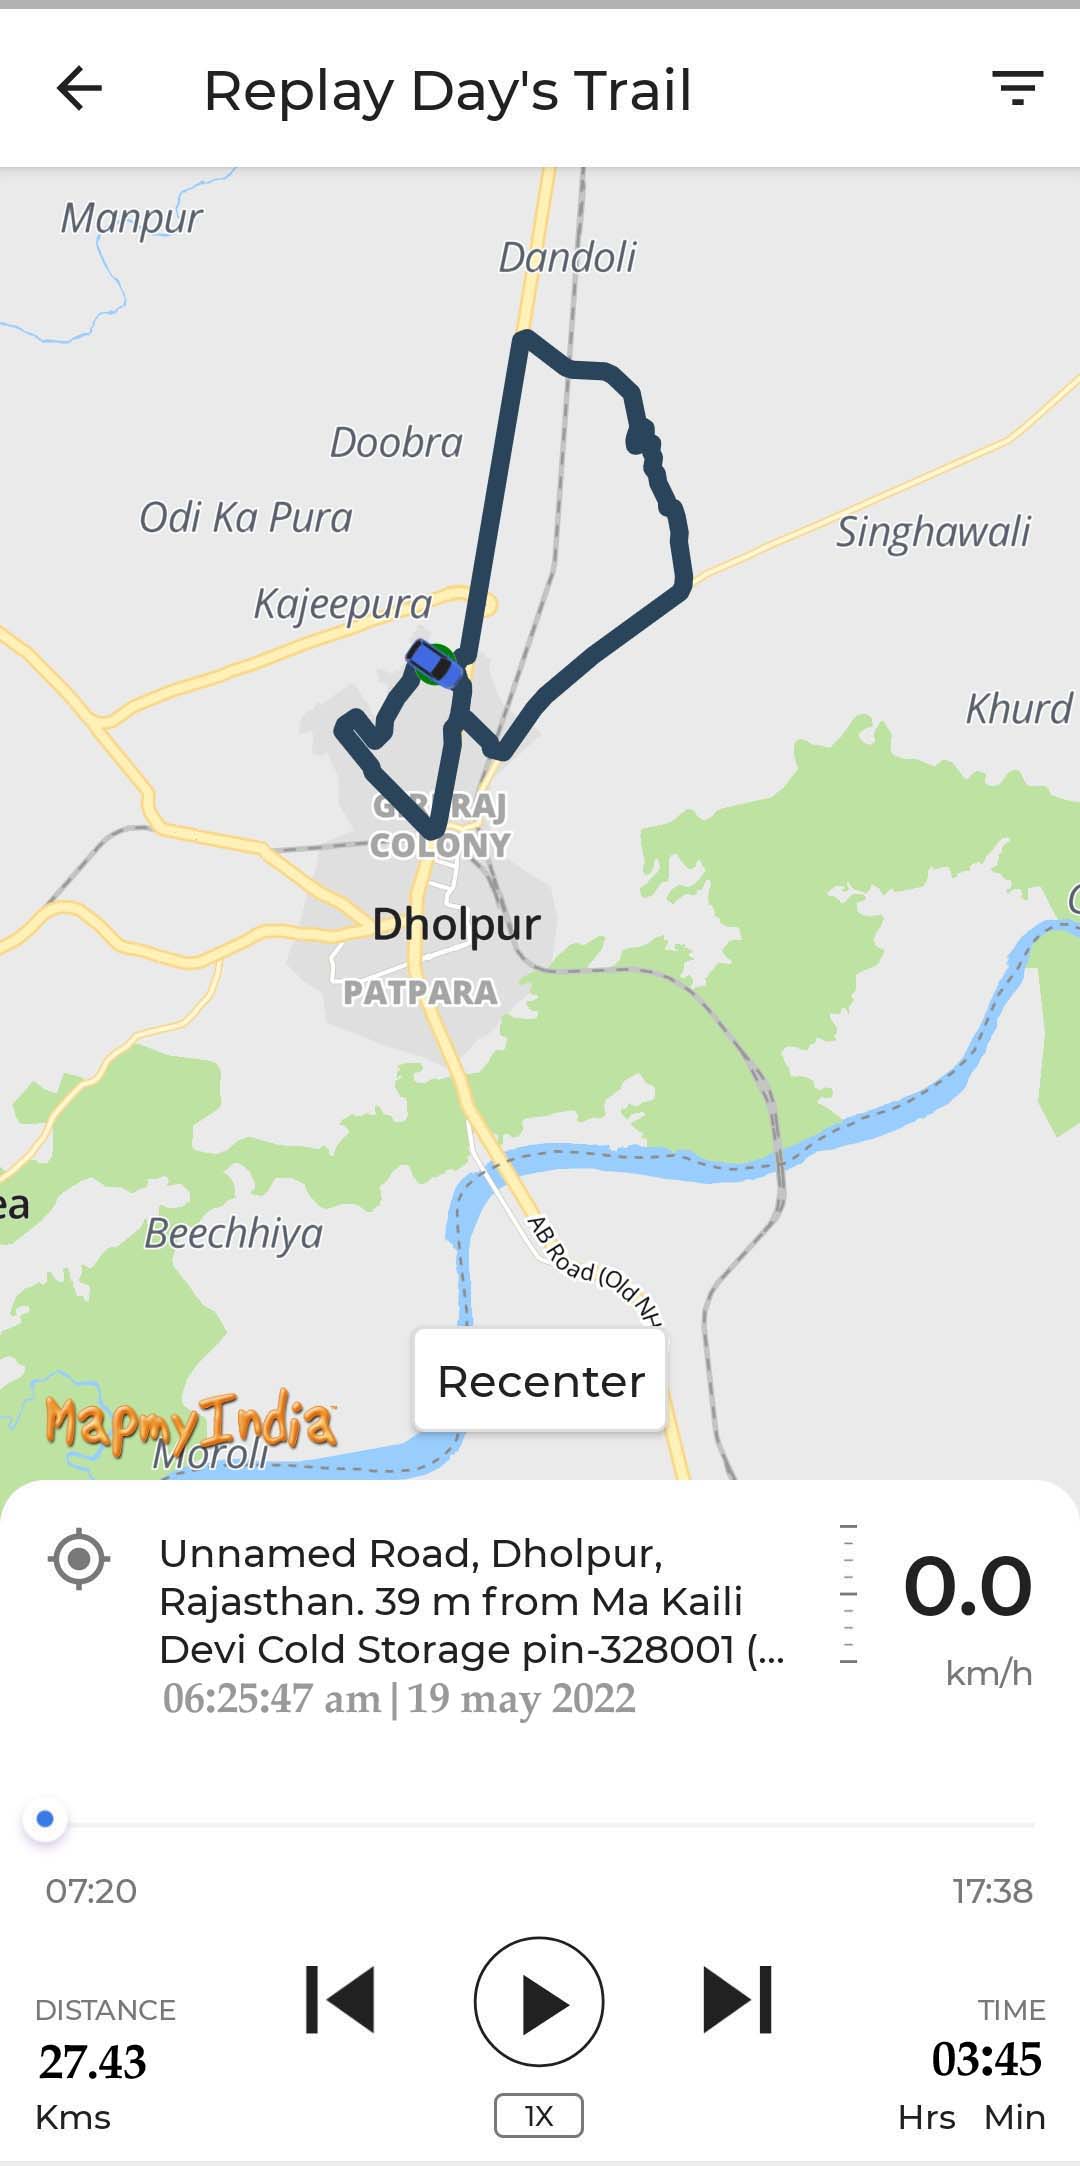 Replay Day's Trail
Manpur
Dandoli
Doobra
Odi Ka Pura
Singhawali
Kajeepura
Khurd
COLONY
Dholpur
PATPARA
ea
Beechhiya
AB Road (Old NH
Recenter
MapmyIndia
Moroli
Unnamed Road, Dholpur,
Rajasthan. 39 m from Ma Kaili
Devi Cold Storage pin-328001 (...
06:25:47 am|19 may 2022
0.0
km/h
07:20
17:38
DISTANCE
27.43
Kms
1X
TIME
03:45
Hrs Min